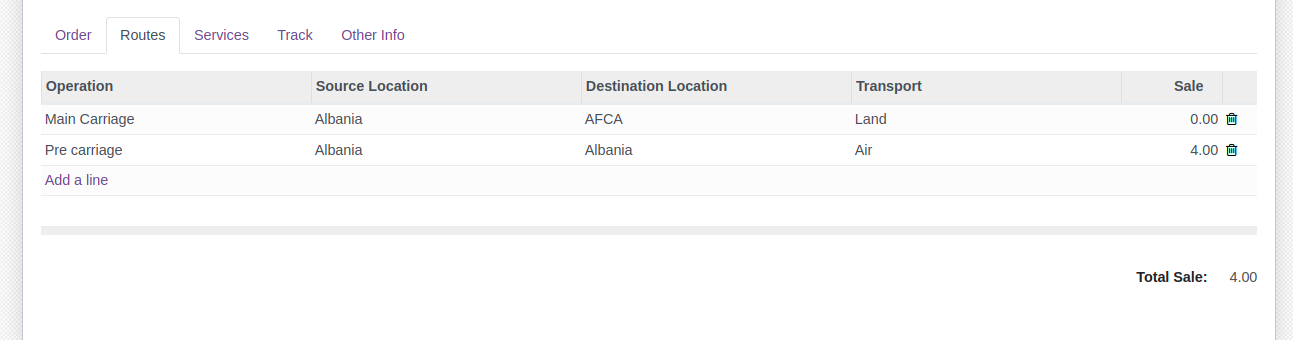 Order Routes Services Track Other Info
Operation Source Location Destination Location Transport Sale
Main Carriage Albania AFCA Land 0.00
Pre carriage Albania Albania Air 4.00
Add a line
Total Sale: 4.00